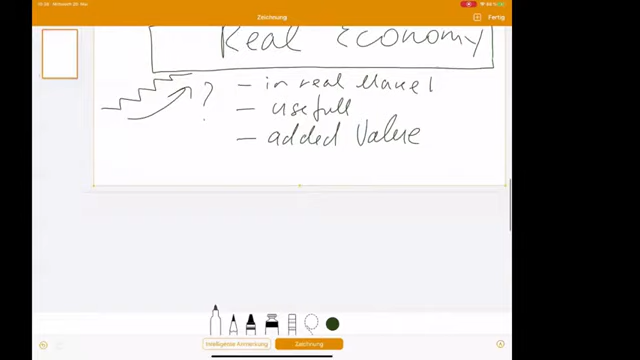 Zeichnung
Fertig
Real Economy
?
- in real
- usefull
- added Value
Intelligente Anmerkung
Zeichnung